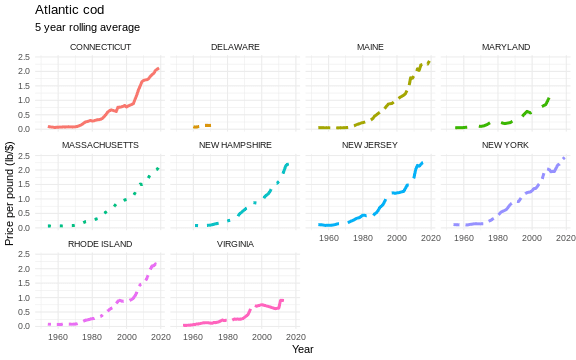 Atlantic cod
5 year rolling average
CONNECTICUT DELAWARE MAINE MARYLAND
2.5
2.0
1.5
1.0
0.5
0.0
MASSACHUSETTS NEW HAMPSHIRE NEW JERSEY NEW YORK
2.5
2.0
1.5
1.0
0.5
0.0
1960 1980 2000 2020 1960 1980 2000 2020
RHODE ISLAND VIRGINIA
2.5
2.0
1.5
1.0
0.5
0.0
1960 1980 2000 2020 1960 1980 2000 2020
Price per pound (lb/$)
Year